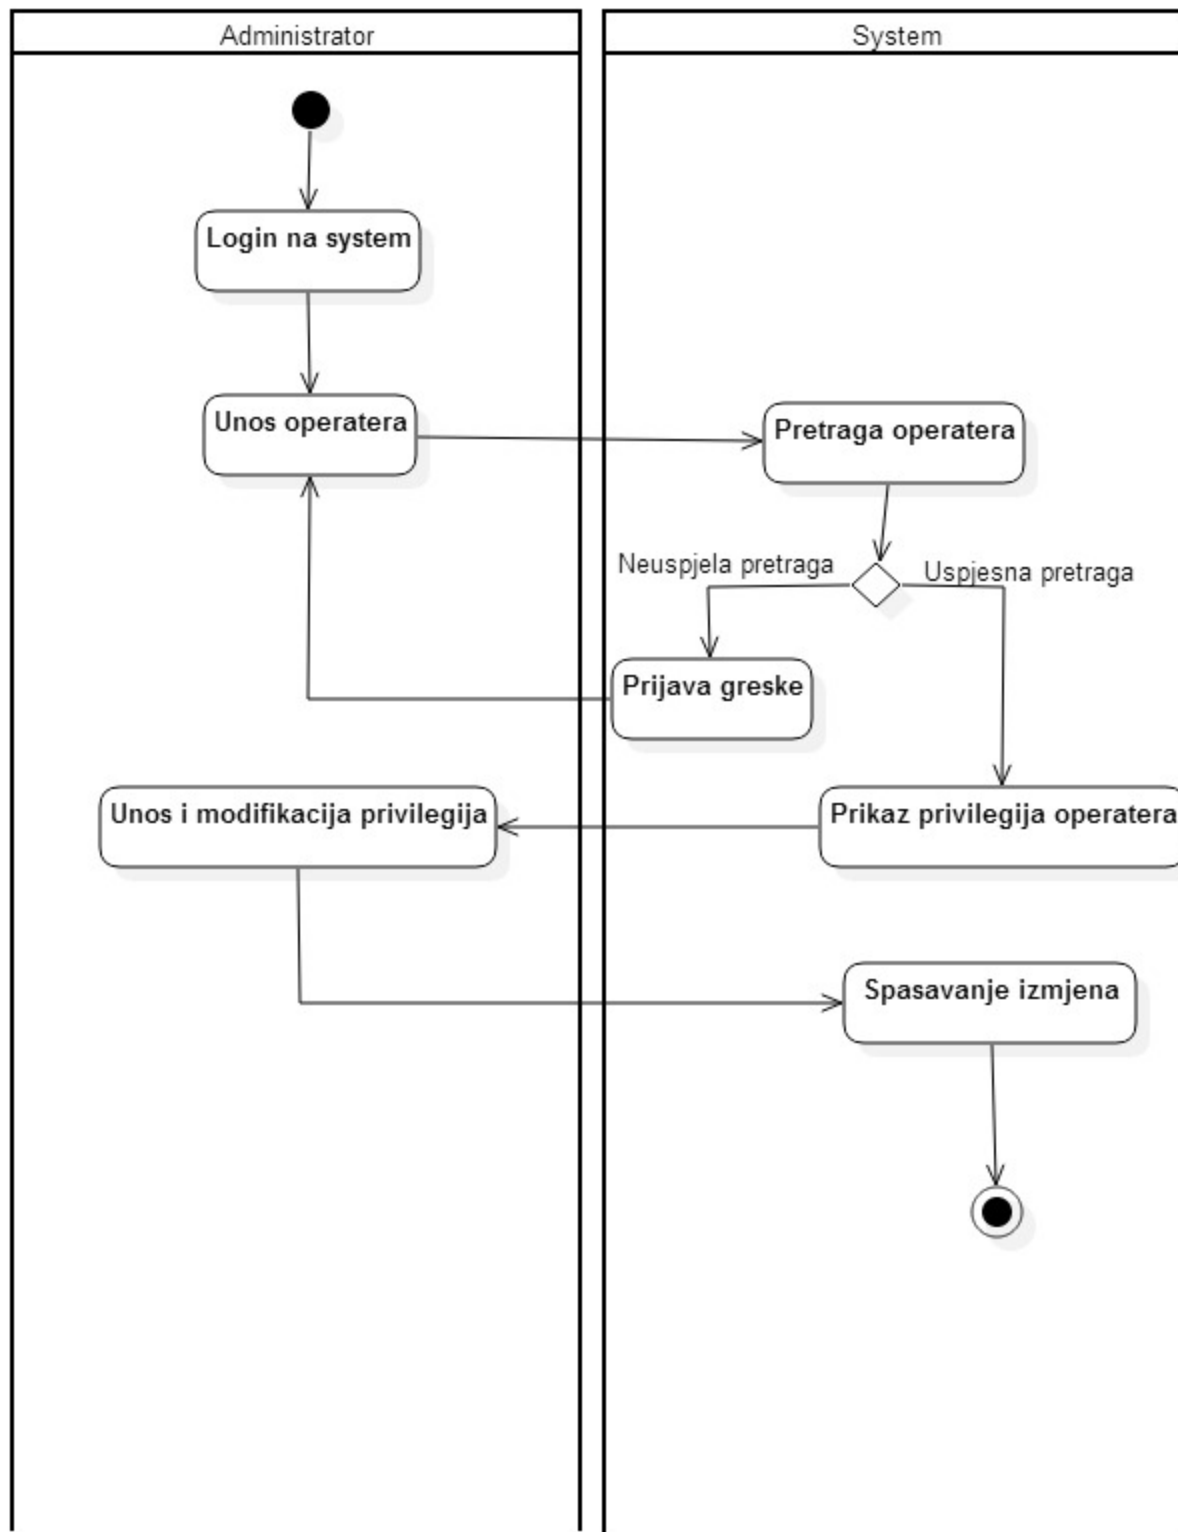 Administrator
System
Login na system
Unos operatera
Pretraga operatera
Neuspjela pretraga
Uspjesna pretraga
Prijava greske
Unos i modifikacija privilegija
Prikaz privilegija operatera
Spasavanje izmjena